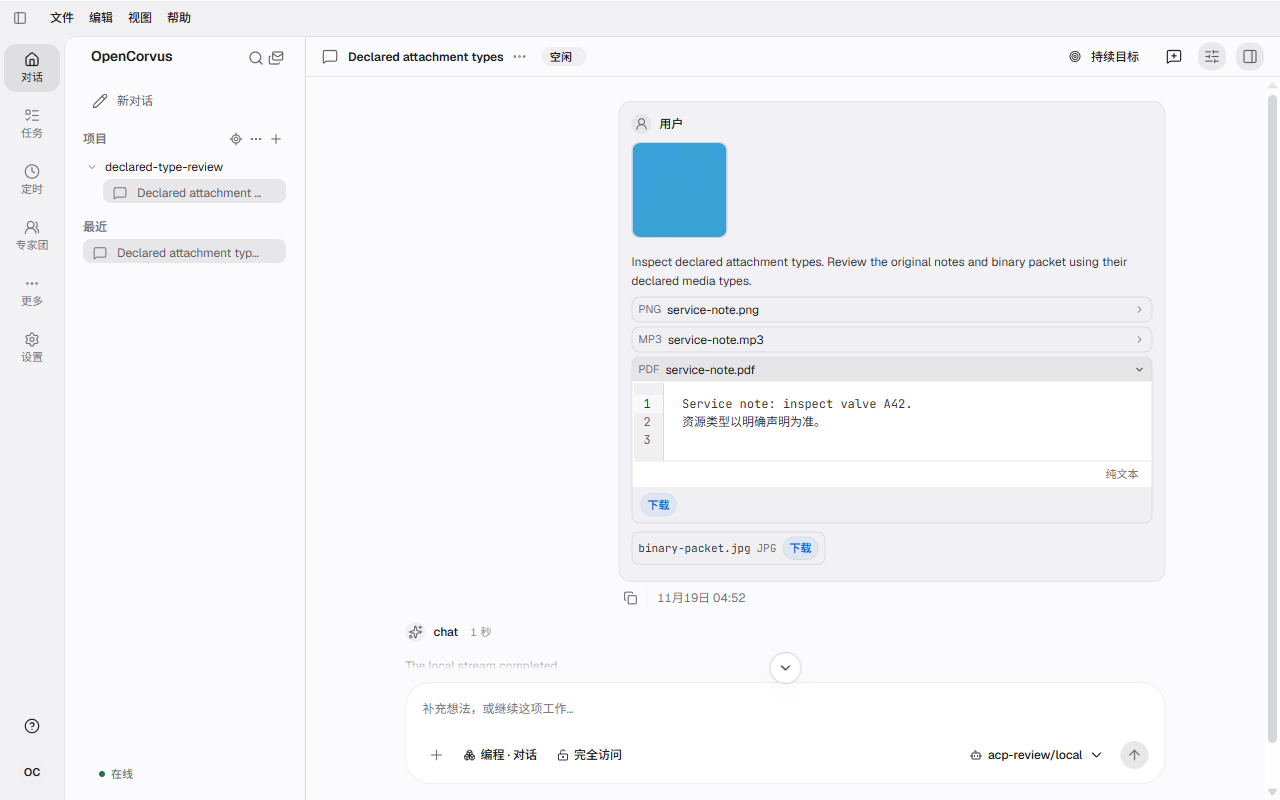 文件 编辑 视图 帮助
对话
任务
定时
专家团
更多
设置
OC
OpenCorvus
新对话
项目
declared-type-review
Declared attachment ...
最近
Declared attachment typ...
在线
Declared attachment types
空闲
持续目标
用户
Inspect declared attachment types. Review the original notes and binary packet using their
declared media types.
PNG service-note.png
MP3 service-note.mp3
PDF service-note.pdf
1 Service note: inspect valve A42.
2 资源类型以明确声明为准。
3
纯文本
下载
binary-packet.jpg JPG 下载
11月19日 04:52
chat 1 秒
The local stream completed
补充想法，或继续这项工作...
编程 · 对话 完全访问 acp-review/local